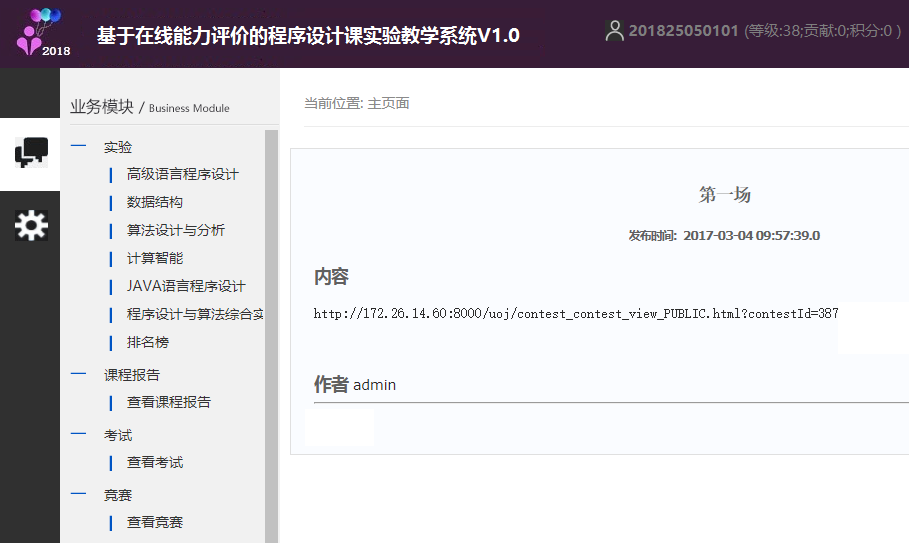 2018
基于在线能力评价的程序设计课实验教学系统V1.0
201825050101 (等级:38;贡献:0;积分:0 )
业务模块 / Business Module
实验
高级语言程序设计
数据结构
算法设计与分析
计算智能
JAVA语言程序设计
程序设计与算法综合实
排名榜
课程报告
查看课程报告
考试
查看考试
竞赛
查看竞赛
当前位置: 主页面
第一场
发布时间: 2017-03-04 09:57:39.0
内容
http://172.26.14.60:8000/uoj/contest_contest_view_PUBLIC.html?contestId=387
作者 admin